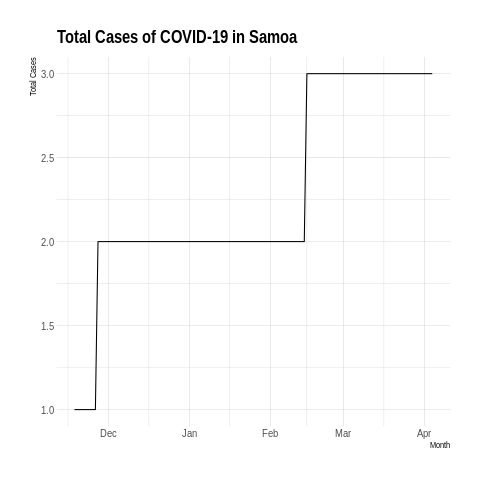 Total Cases of COVID-19 in Samoa
Total Cases
3.0
2.5
2.0
1.5
1.0
Dec Jan Feb Mar Apr
Month